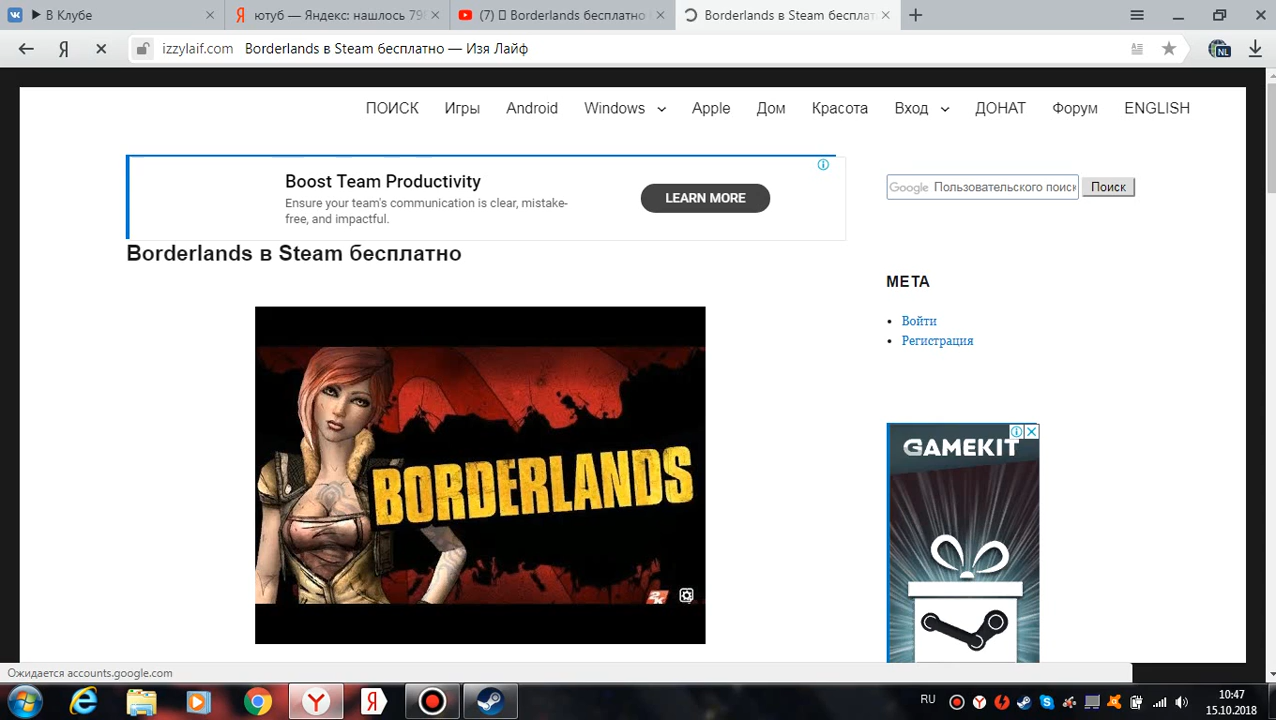 В Клубе
ютуб — Яндекс: нашлось 79
(7) Borderlands бесплатно
Borderlands в Steam бесплат
Я
izzylaif.com Borderlands в Steam бесплатно — Изя Лайф
NL
ПОИСК Игры Android Windows Apple Дом Красота Вход ДОНАТ Форум ENGLISH
Boost Team Productivity
Ensure your team's communication is clear, mistake-
free, and impactful.
LEARN MORE
Google Пользовательского поиск
Поиск
Borderlands в Steam бесплатно
МЕТА
Войти
Регистрация
BORDERLANDS
2K
GAMEKIT
Ожидается accounts.google.com
RU
10:47
15.10.2018